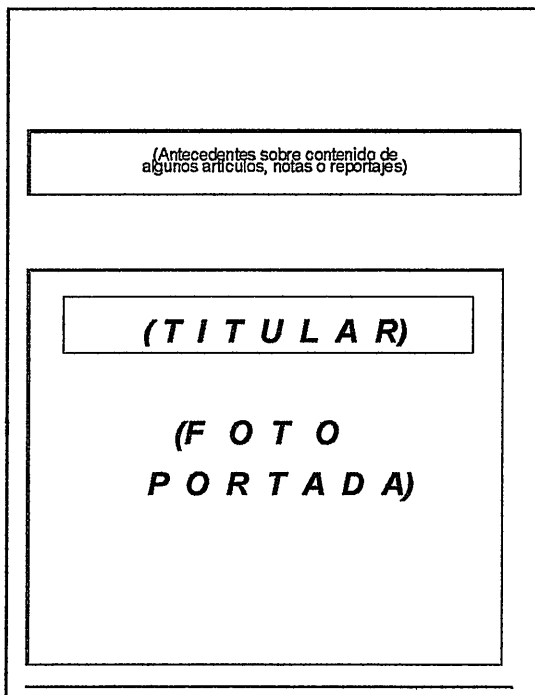 (Antecedentes sobre contenido de
algunos artículos, notas o reportajes)
(T I T U L A R)
(F O T O
P O R T A D A)